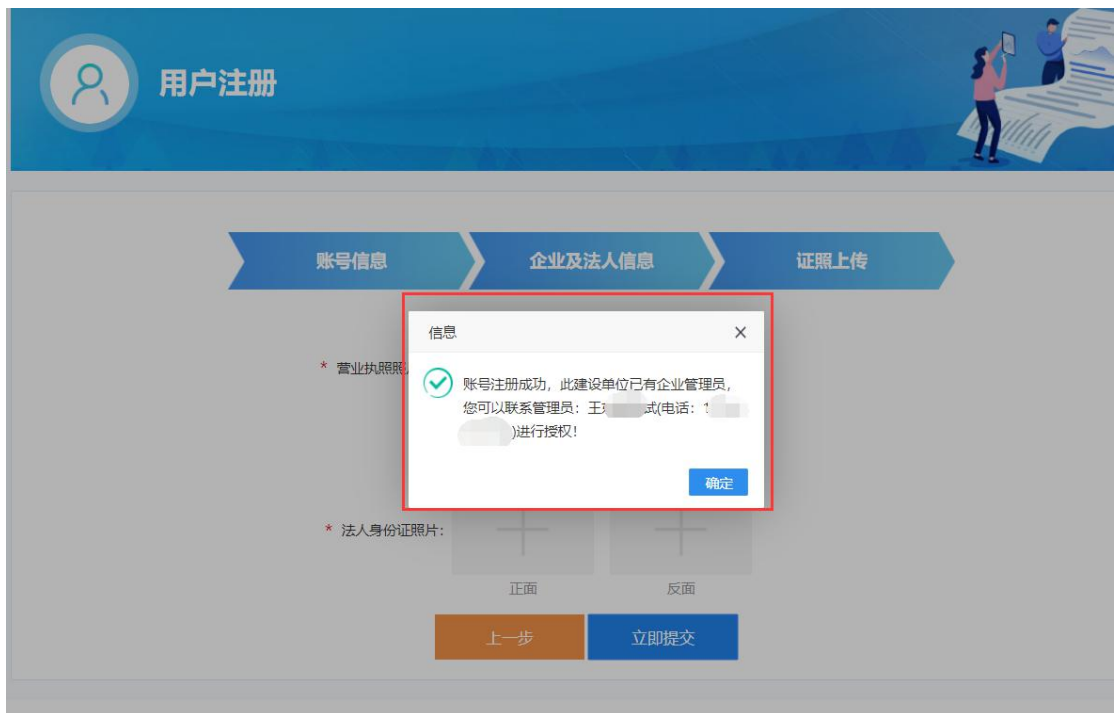 用户注册
账号信息
企业及法人信息
证照上传
信息
* 营业执照照
账号注册成功，此建设单位已有企业管理员，
您可以联系管理员：王 试(电话：1
)进行授权！
确定
* 法人身份证照片：
正面
反面
上一步
立即提交